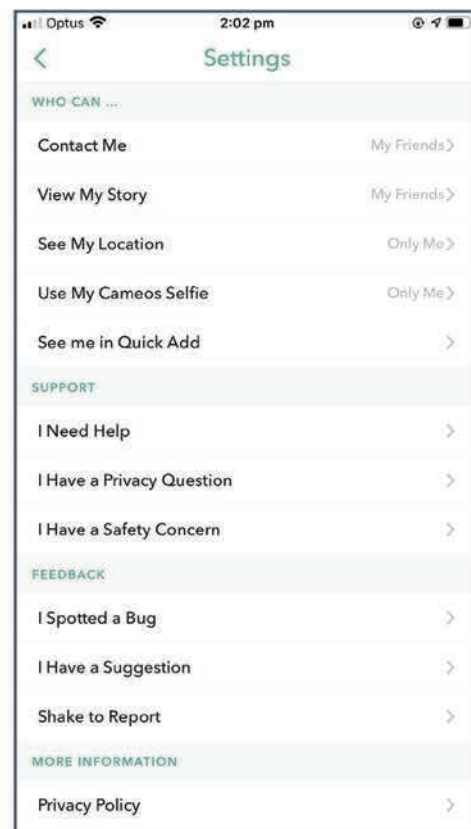 Optus 2:02 pm
Settings
WHO CAN ...
Contact Me My Friends >
View My Story My Friends >
See My Location Only Me >
Use My Cameos Selfie Only Me >
See me in Quick Add >
SUPPORT
I Need Help >
I Have a Privacy Question >
I Have a Safety Concern >
FEEDBACK
I Spotted a Bug >
I Have a Suggestion >
Shake to Report >
MORE INFORMATION
Privacy Policy >